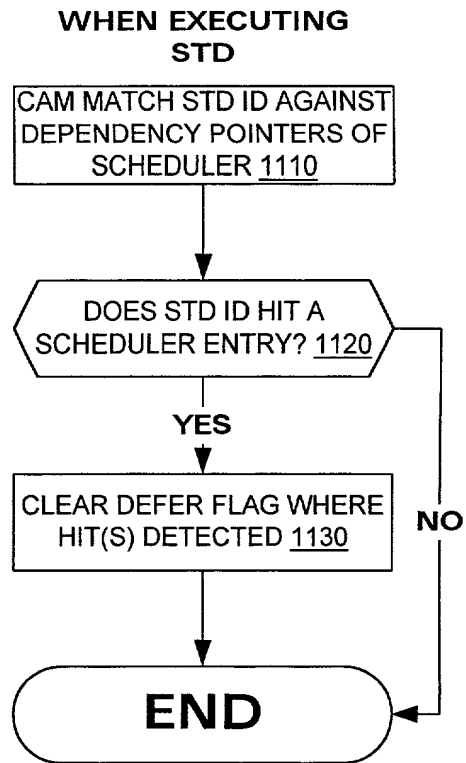 WHEN EXECUTING
STD
CAM MATCH STD ID AGAINST
DEPENDENCY POINTERS OF
SCHEDULER 1110
DOES STD ID HIT A
SCHEDULER ENTRY? 1120
YES
NO
CLEAR DEFER FLAG WHERE
HIT(S) DETECTED 1130
END